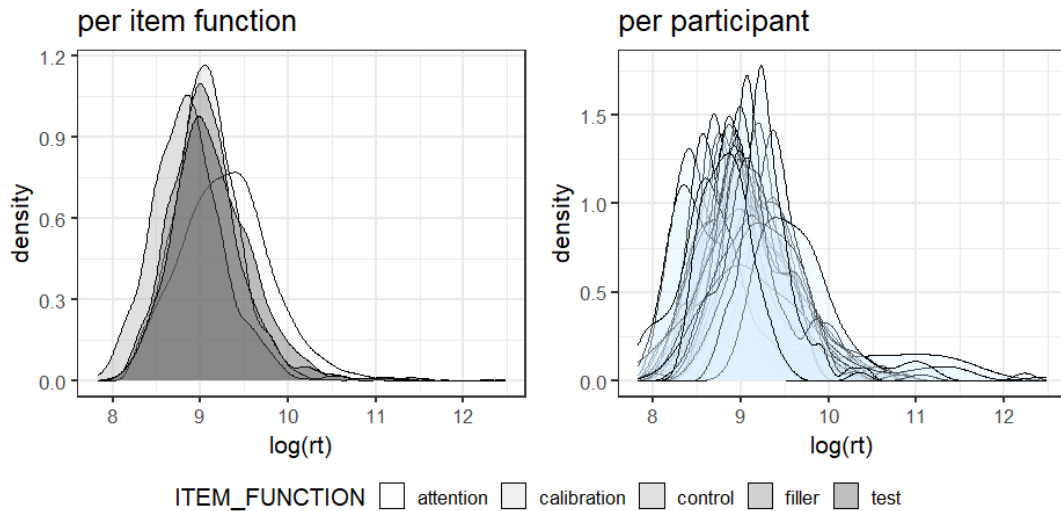 per item function
per participant
density
1.2
0.9
0.6
0.3
0.0
8 9 10 11 12
log(rt)
density
1.5
1.0
0.5
0.0
8 9 10 11 12
log(rt)
ITEM_FUNCTION attention calibration control filler test